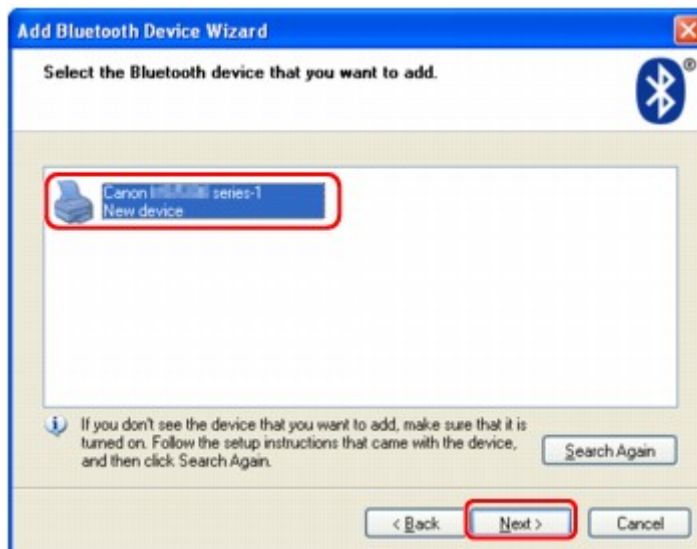 Add Bluetooth Device Wizard
Select the Bluetooth device that you want to add.
®
Canon series-1
New device
If you don't see the device that you want to add, make sure that it is
turned on. Follow the setup instructions that came with the device,
and then click Search Again.
Search Again
< Back
Next >
Cancel